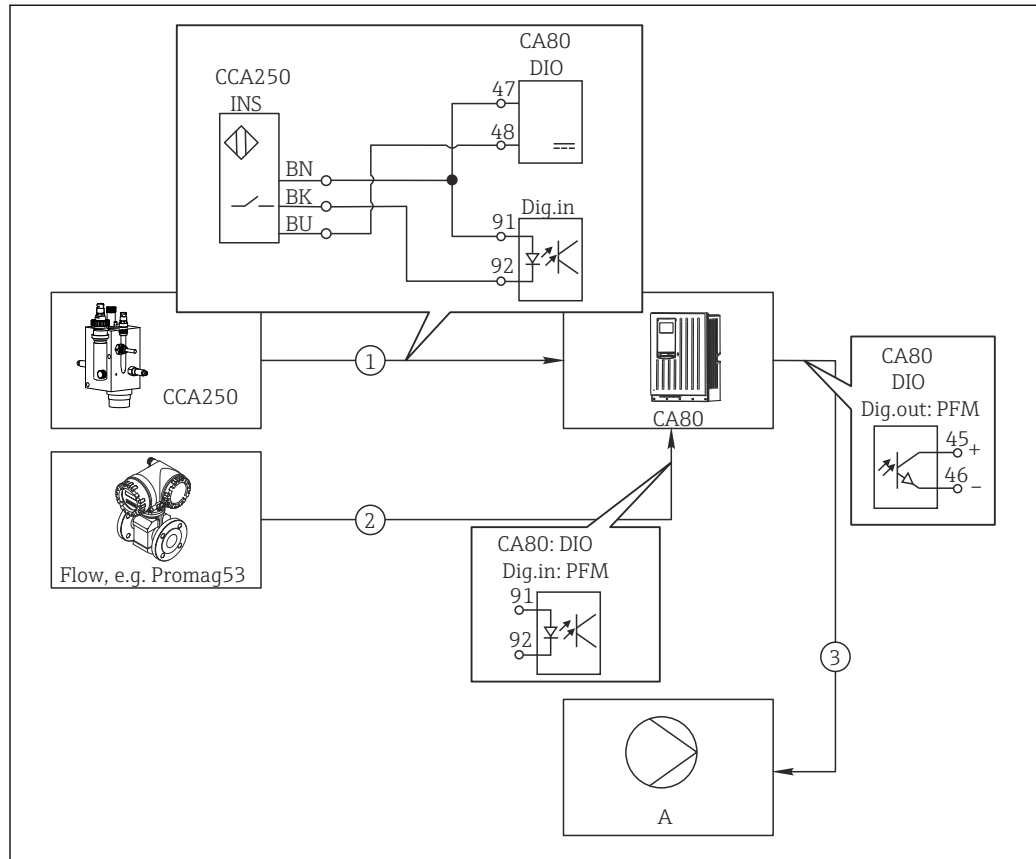 CCA250
INS
BN
BK
BU
CA80
DIO
47
48
Dig.in
91
92
CCA250
1
CA80
CA80
DIO
Dig.out: PFM
45
+
46
–
Flow, e.g. Promag53
2
CA80: DIO
Dig.in: PFM
91
92
3
A